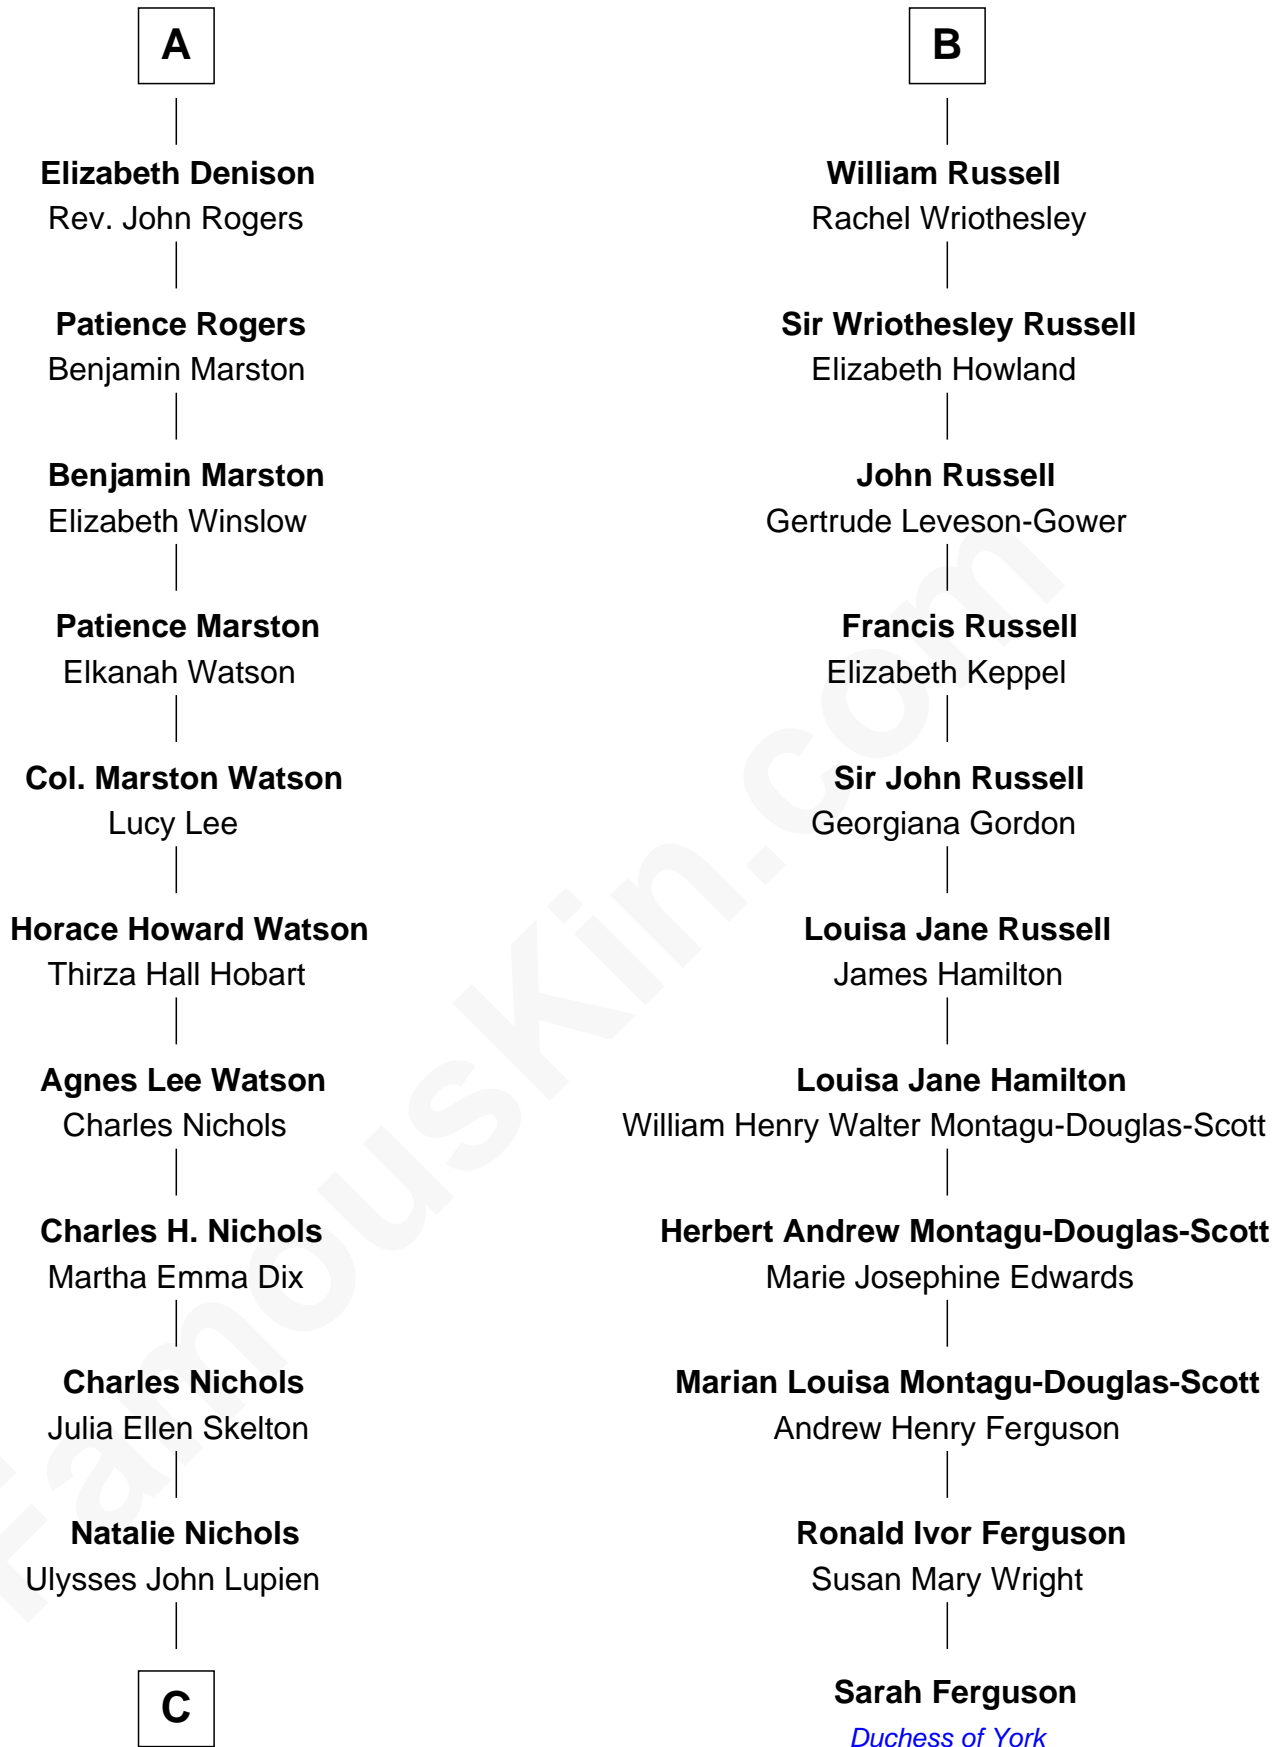 A
Elizabeth Denison
Rev. John Rogers
Patience Rogers
Benjamin Marston
Benjamin Marston
Elizabeth Winslow
Patience Marston
Elkanah Watson
Col. Marston Watson
Lucy Lee
Horace Howard Watson
Thirza Hall Hobart
Agnes Lee Watson
Charles Nichols
Charles H. Nichols
Martha Emma Dix
Charles Nichols
Julia Ellen Skelton
Natalie Nichols
Ulysses John Lupien
C
B
William Russell
Rachel Wriothesley
Sir Wriothesley Russell
Elizabeth Howland
John Russell
Gertrude Leveson-Gower
Francis Russell
Elizabeth Keppel
Sir John Russell
Georgiana Gordon
Louisa Jane Russell
James Hamilton
Louisa Jane Hamilton
William Henry Walter Montagu-Douglas-Scott
Herbert Andrew Montagu-Douglas-Scott
Marie Josephine Edwards
Marian Louisa Montagu-Douglas-Scott
Andrew Henry Ferguson
Ronald Ivor Ferguson
Susan Mary Wright
Sarah Ferguson
Duchess of York
FamousKin.com